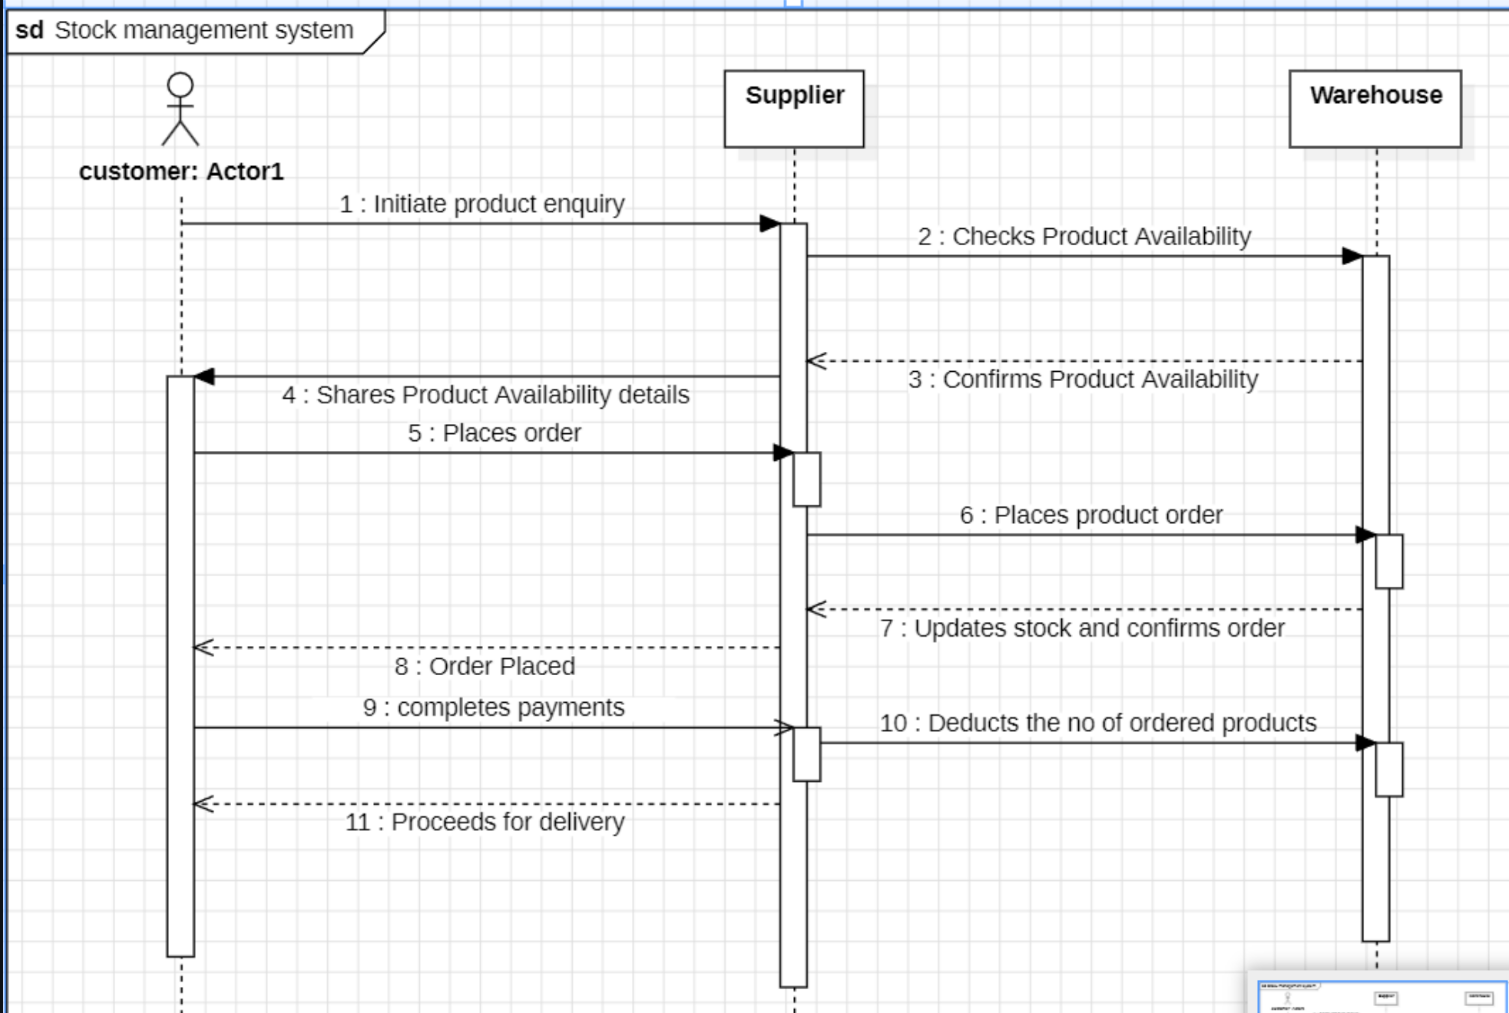 sd Stock management system
Supplier
Warehouse
customer: Actor1
1 : Initiate product enquiry
2 : Checks Product Availability
3 : Confirms Product Availability
4 : Shares Product Availability details
5 : Places order
6 : Places product order
7 : Updates stock and confirms order
8 : Order Placed
9 : completes payments
10 : Deducts the no of ordered products
11 : Proceeds for delivery